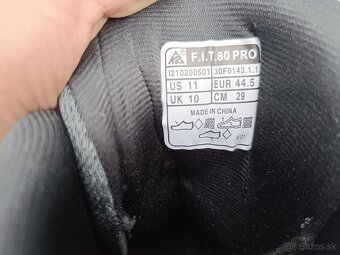 F.I.T.80 PRO
I210200501 30F0143.1.1
US 11 EUR 44.5
UK 10 CM 29
MADE IN CHINA
Bazos.sk